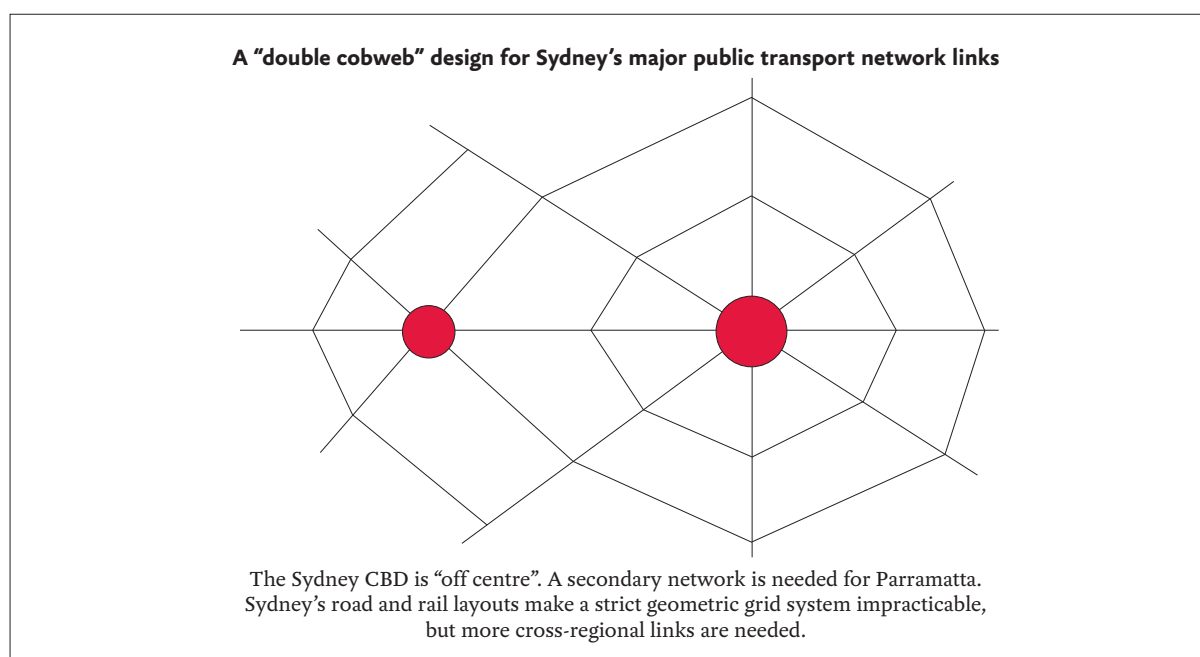 A “double cobweb” design for Sydney’s major public transport network links
The Sydney CBD is “off centre”. A secondary network is needed for Parramatta.
Sydney’s road and rail layouts make a strict geometric grid system impracticable,
but more cross-regional links are needed.